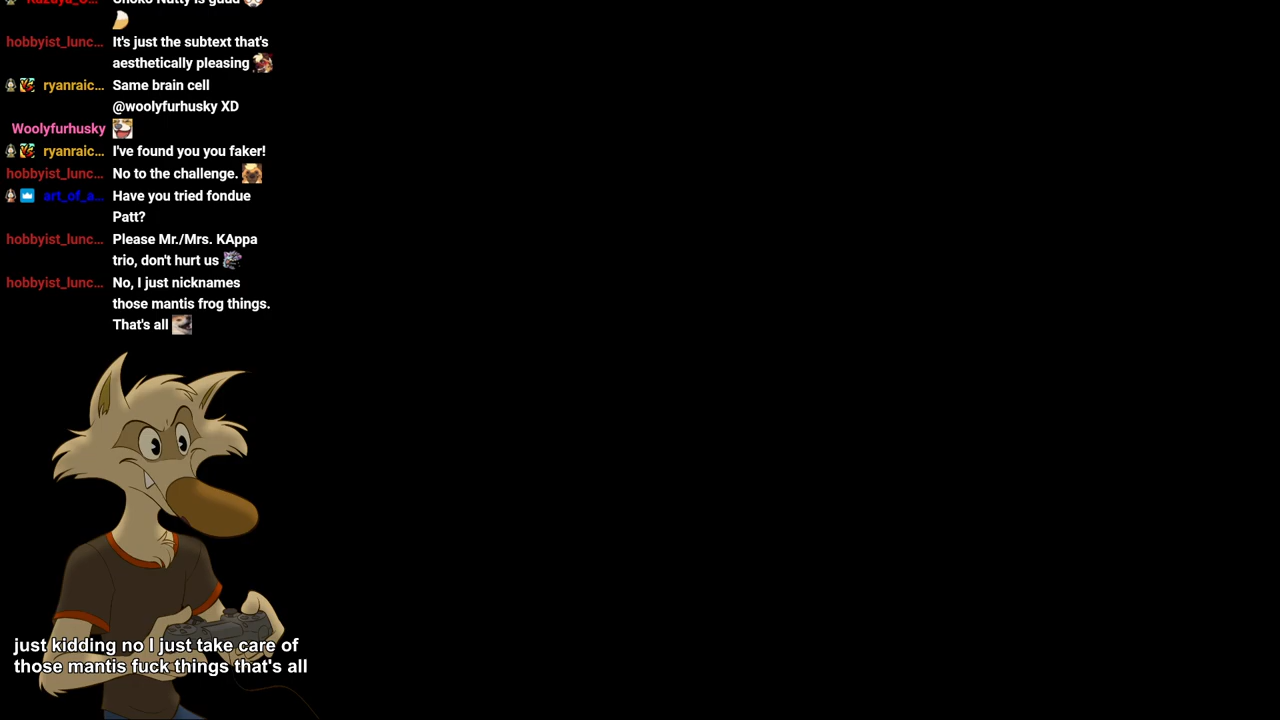 hobbyist_lunc... It's just the subtext that's
aesthetically pleasing
ryanraic... Same brain cell
@woolyfurhusky XD
Woolyfurhusky
ryanraic... I've found you you faker!
hobbyist_lunc... No to the challenge.
art_of_a... Have you tried fondue
Patt?
hobbyist_lunc... Please Mr./Mrs. KAppa
trio, don't hurt us
hobbyist_lunc... No, I just nicknames
those mantis frog things.
That's all
just kidding no I just take care of
those mantis fuck things that's all